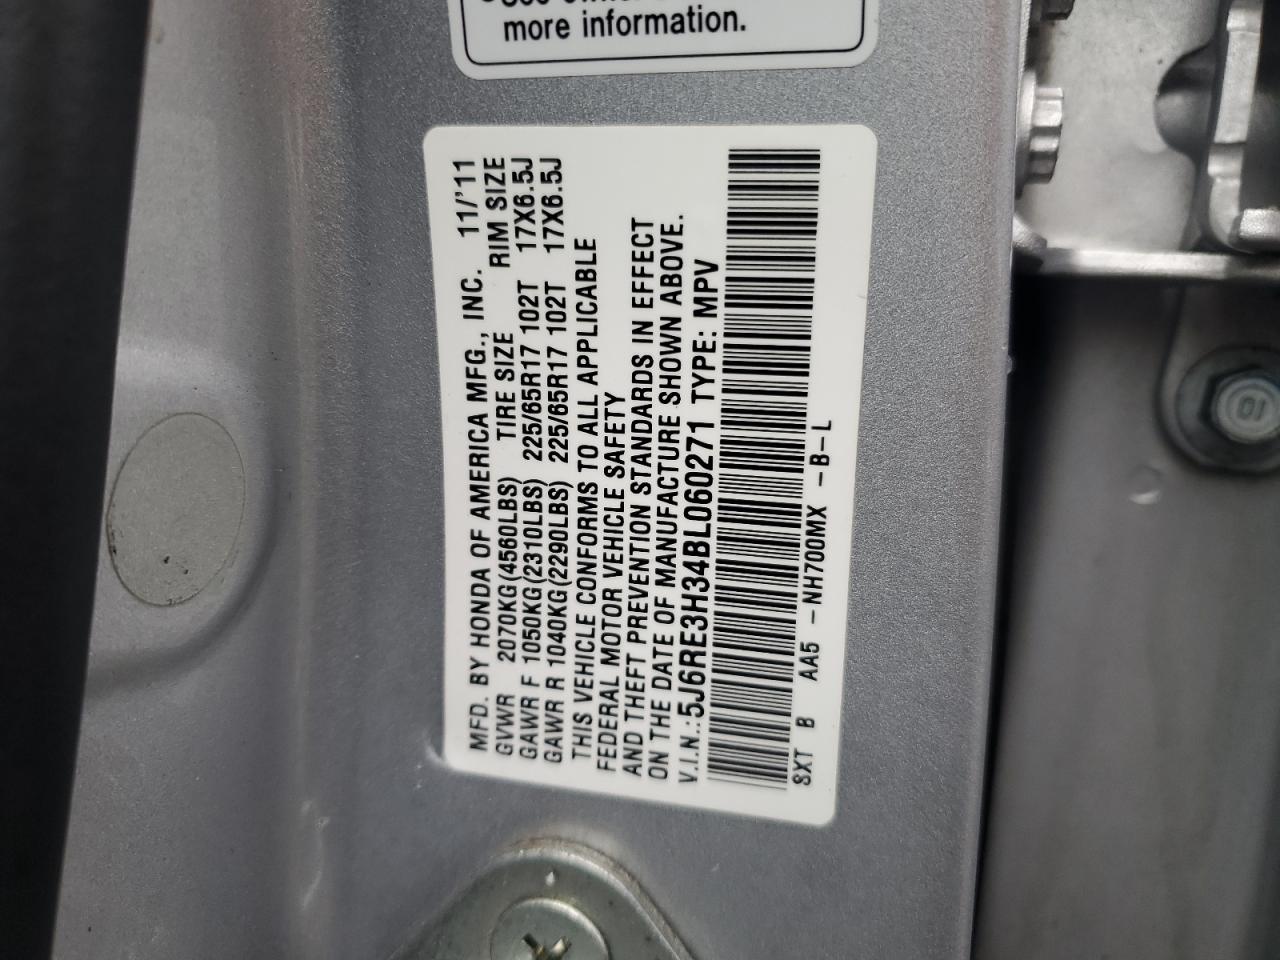 more information.
MFD. BY HONDA OF AMERICA MFG., INC. 11/'11
GVWR 2070KG(4560LBS) TIRE SIZE RIM SIZE
GAWR F 1050KG(2310LBS) 225/65R17 102T 17X6.5J
GAWR R 1040KG(2290LBS) 225/65R17 102T 17X6.5J
THIS VEHICLE CONFORMS TO ALL APPLICABLE
FEDERAL MOTOR VEHICLE SAFETY
AND THEFT PREVENTION STANDARDS IN EFFECT
ON THE DATE OF MANUFACTURE SHOWN ABOVE.
V.I.N.:5J6RE3H34BL060271 TYPE: MPV
SXT B AA5 -NH700MX -B-L